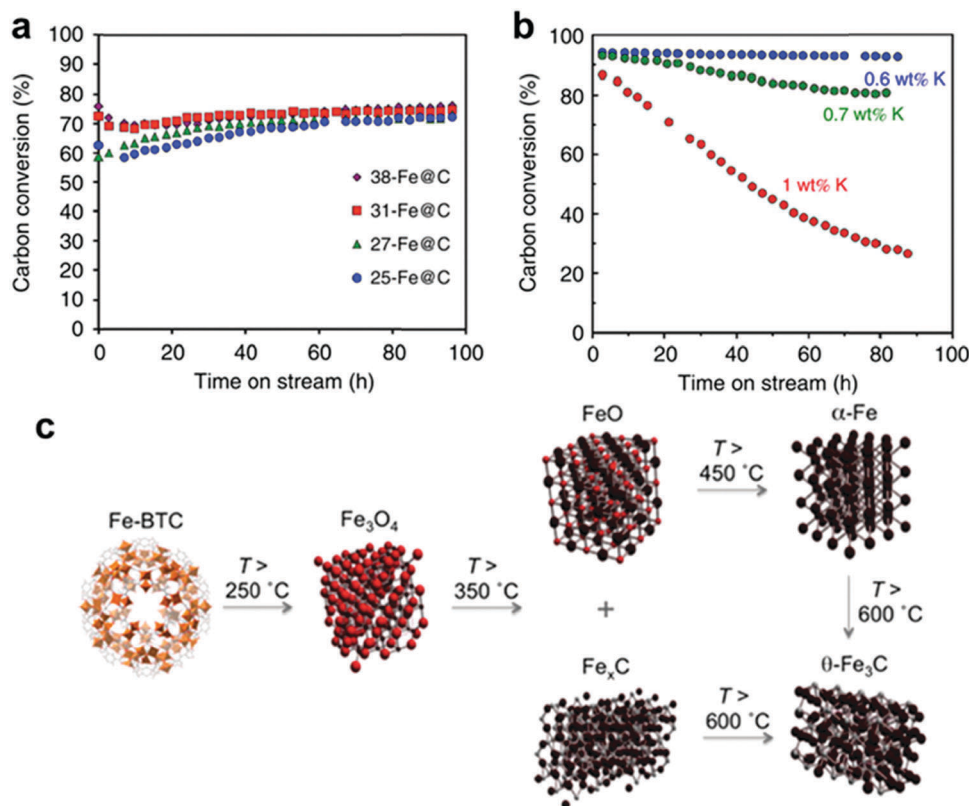 a
Carbon conversion (%)
100
90
80
70
60
50
40
30
20
10
0
38-Fe@C
31-Fe@C
27-Fe@C
25-Fe@C
0 20 40 60 80 100
Time on stream (h)
b
Carbon conversion (%)
100
80
60
40
20
0
0.6 wt% K
0.7 wt% K
1 wt% K
0 20 40 60 80 100
Time on stream (h)
c
Fe-BTC
T >
250 °C
Fe₃O₄
T >
350 °C
FeO
T >
450 °C
α-Fe
+
T >
600 °C
FeₓC
T >
600 °C
θ-Fe₃C